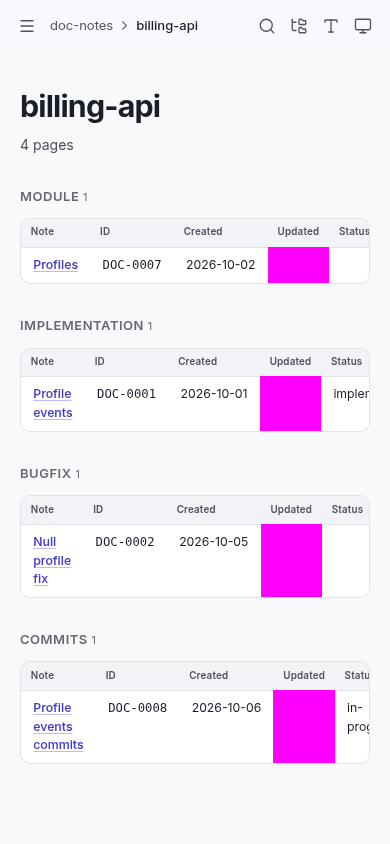 doc-notes > billing-api
billing-api
4 pages
MODULE 1
Note ID Created Updated Status
Profiles DOC-0007 2026-10-02
IMPLEMENTATION 1
Note ID Created Updated Status
Profile DOC-0001 2026-10-01
events
BUGFIX 1
Note ID Created Updated Status
Null DOC-0002 2026-10-05
profile
fix
COMMITS 1
Note ID Created Updated
Profile DOC-0008 2026-10-06 in-
events
commits